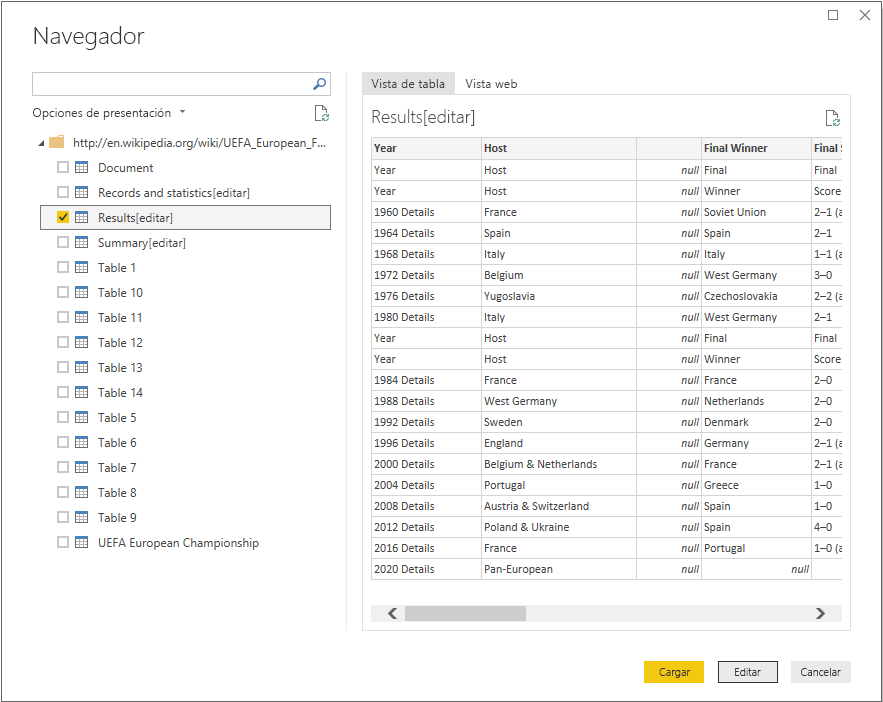 Navegador
Opciones de presentación
http://en.wikipedia.org/wiki/UEFA_European_F...
Document
Records and statistics[editar]
Results[editar]
Summary[editar]
Table 1
Table 10
Table 11
Table 12
Table 13
Table 14
Table 5
Table 6
Table 7
Table 8
Table 9
UEFA European Championship
Vista de tabla Vista web
Results[editar]
Year Host Final Winner Final S
Year Host null Final Final
Year Host null Winner Score
1960 Details France null Soviet Union 2–1 (a
1964 Details Spain null Spain 2–1
1968 Details Italy null Italy 1–1 (a
1972 Details Belgium null West Germany 3–0
1976 Details Yugoslavia null Czechoslovakia 2–2 (a
1980 Details Italy null West Germany 2–1
Year Host null Final Final
Year Host null Winner Score
1984 Details France null France 2–0
1988 Details West Germany null Netherlands 2–0
1992 Details Sweden null Denmark 2–0
1996 Details England null Germany 2–1 (a
2000 Details Belgium & Netherlands null France 2–1 (a
2004 Details Portugal null Greece 1–0
2008 Details Austria & Switzerland null Spain 1–0
2012 Details Poland & Ukraine null Spain 4–0
2016 Details France null Portugal 1–0 (a
2020 Details Pan-European null null
Cargar Editar Cancelar